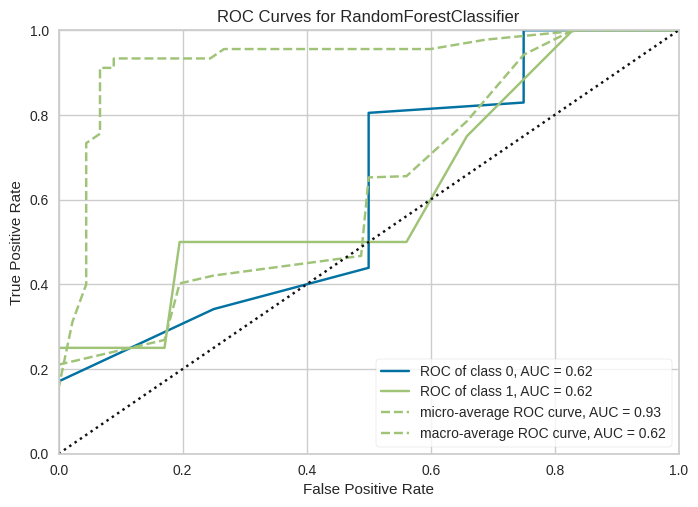 ROC Curves for RandomForestClassifier
True Positive Rate
1.0
0.8
0.6
0.4
0.2
0.0
0.0 0.2 0.4 0.6 0.8 1.0
False Positive Rate
ROC of class 0, AUC = 0.62
ROC of class 1, AUC = 0.62
micro-average ROC curve, AUC = 0.93
macro-average ROC curve, AUC = 0.62